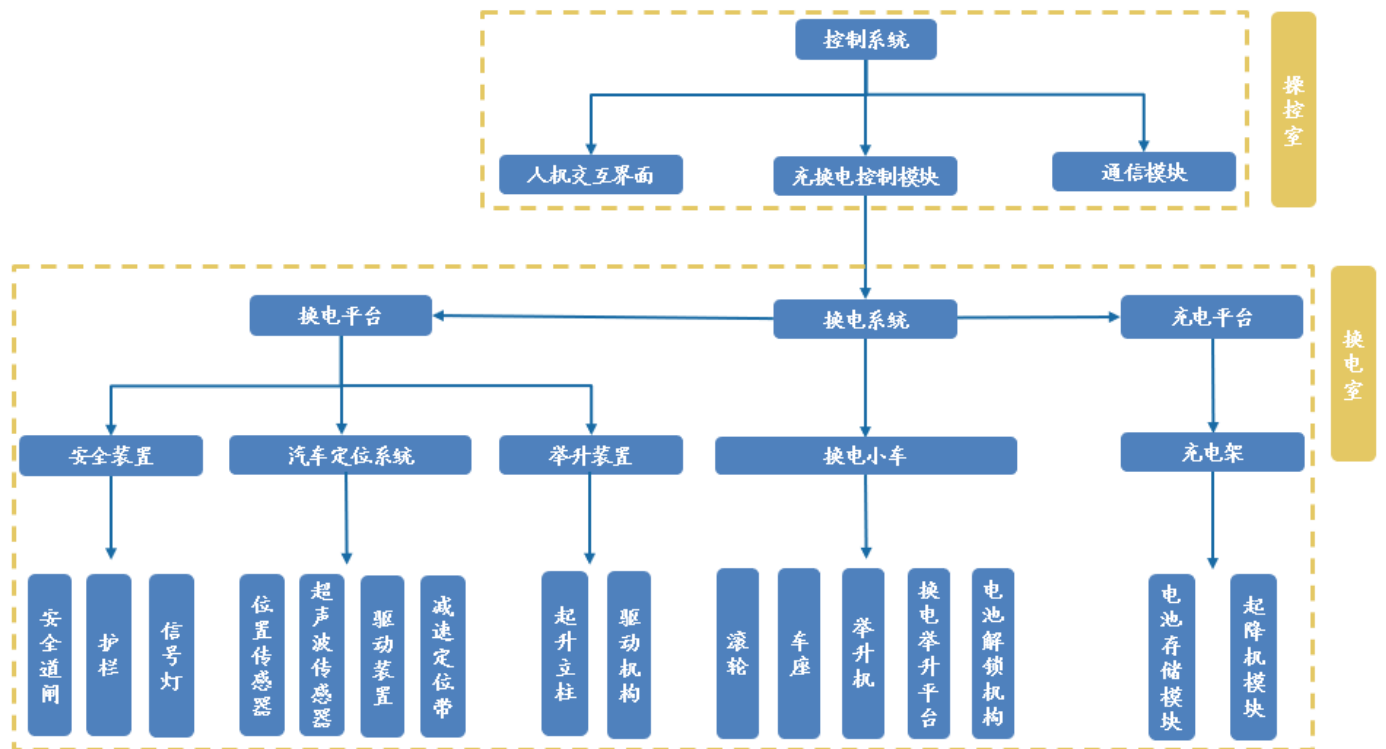 控制系统
操控室
人机交互界面
充换电控制模块
通信模块
换电平台
换电系统
充电平台
换电室
安全装置
汽车定位系统
举升装置
换电小车
充电架
安全道闸
护栏
信号灯
位置传感器
超声波传感器
驱动装置
减速定位带
起升立柱
驱动机构
滚轮
车座
举升机
换电举升平台
电池解锁机构
电池存储模块
起降机模块